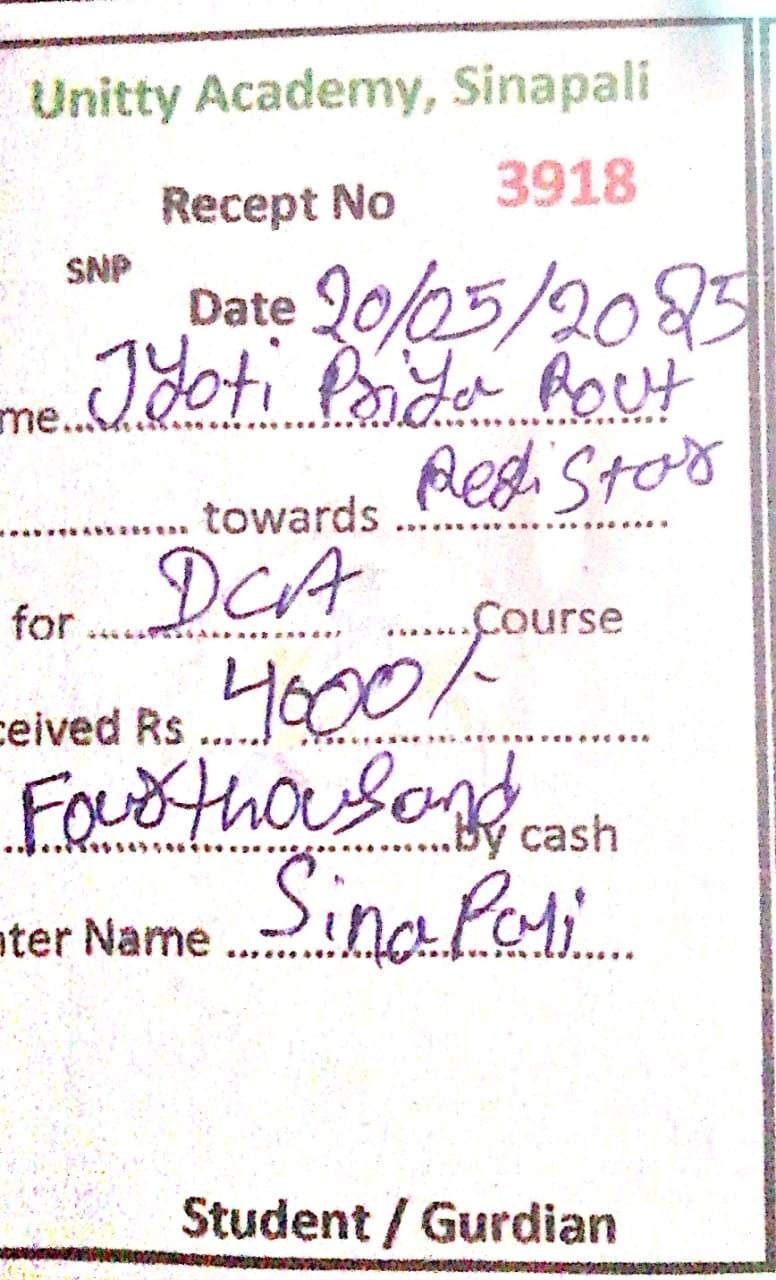 Unitty Academy, Sinapali
Recept No 3918
SNP
Date 20/05/2025
me....Jyoti Priya Rout
............... towards ...Redistor
for ....DCA.... ......Course
ceived Rs ......4000/-
Fourthousand by cash
nter Name ....Sinapali
Student / Gurdian